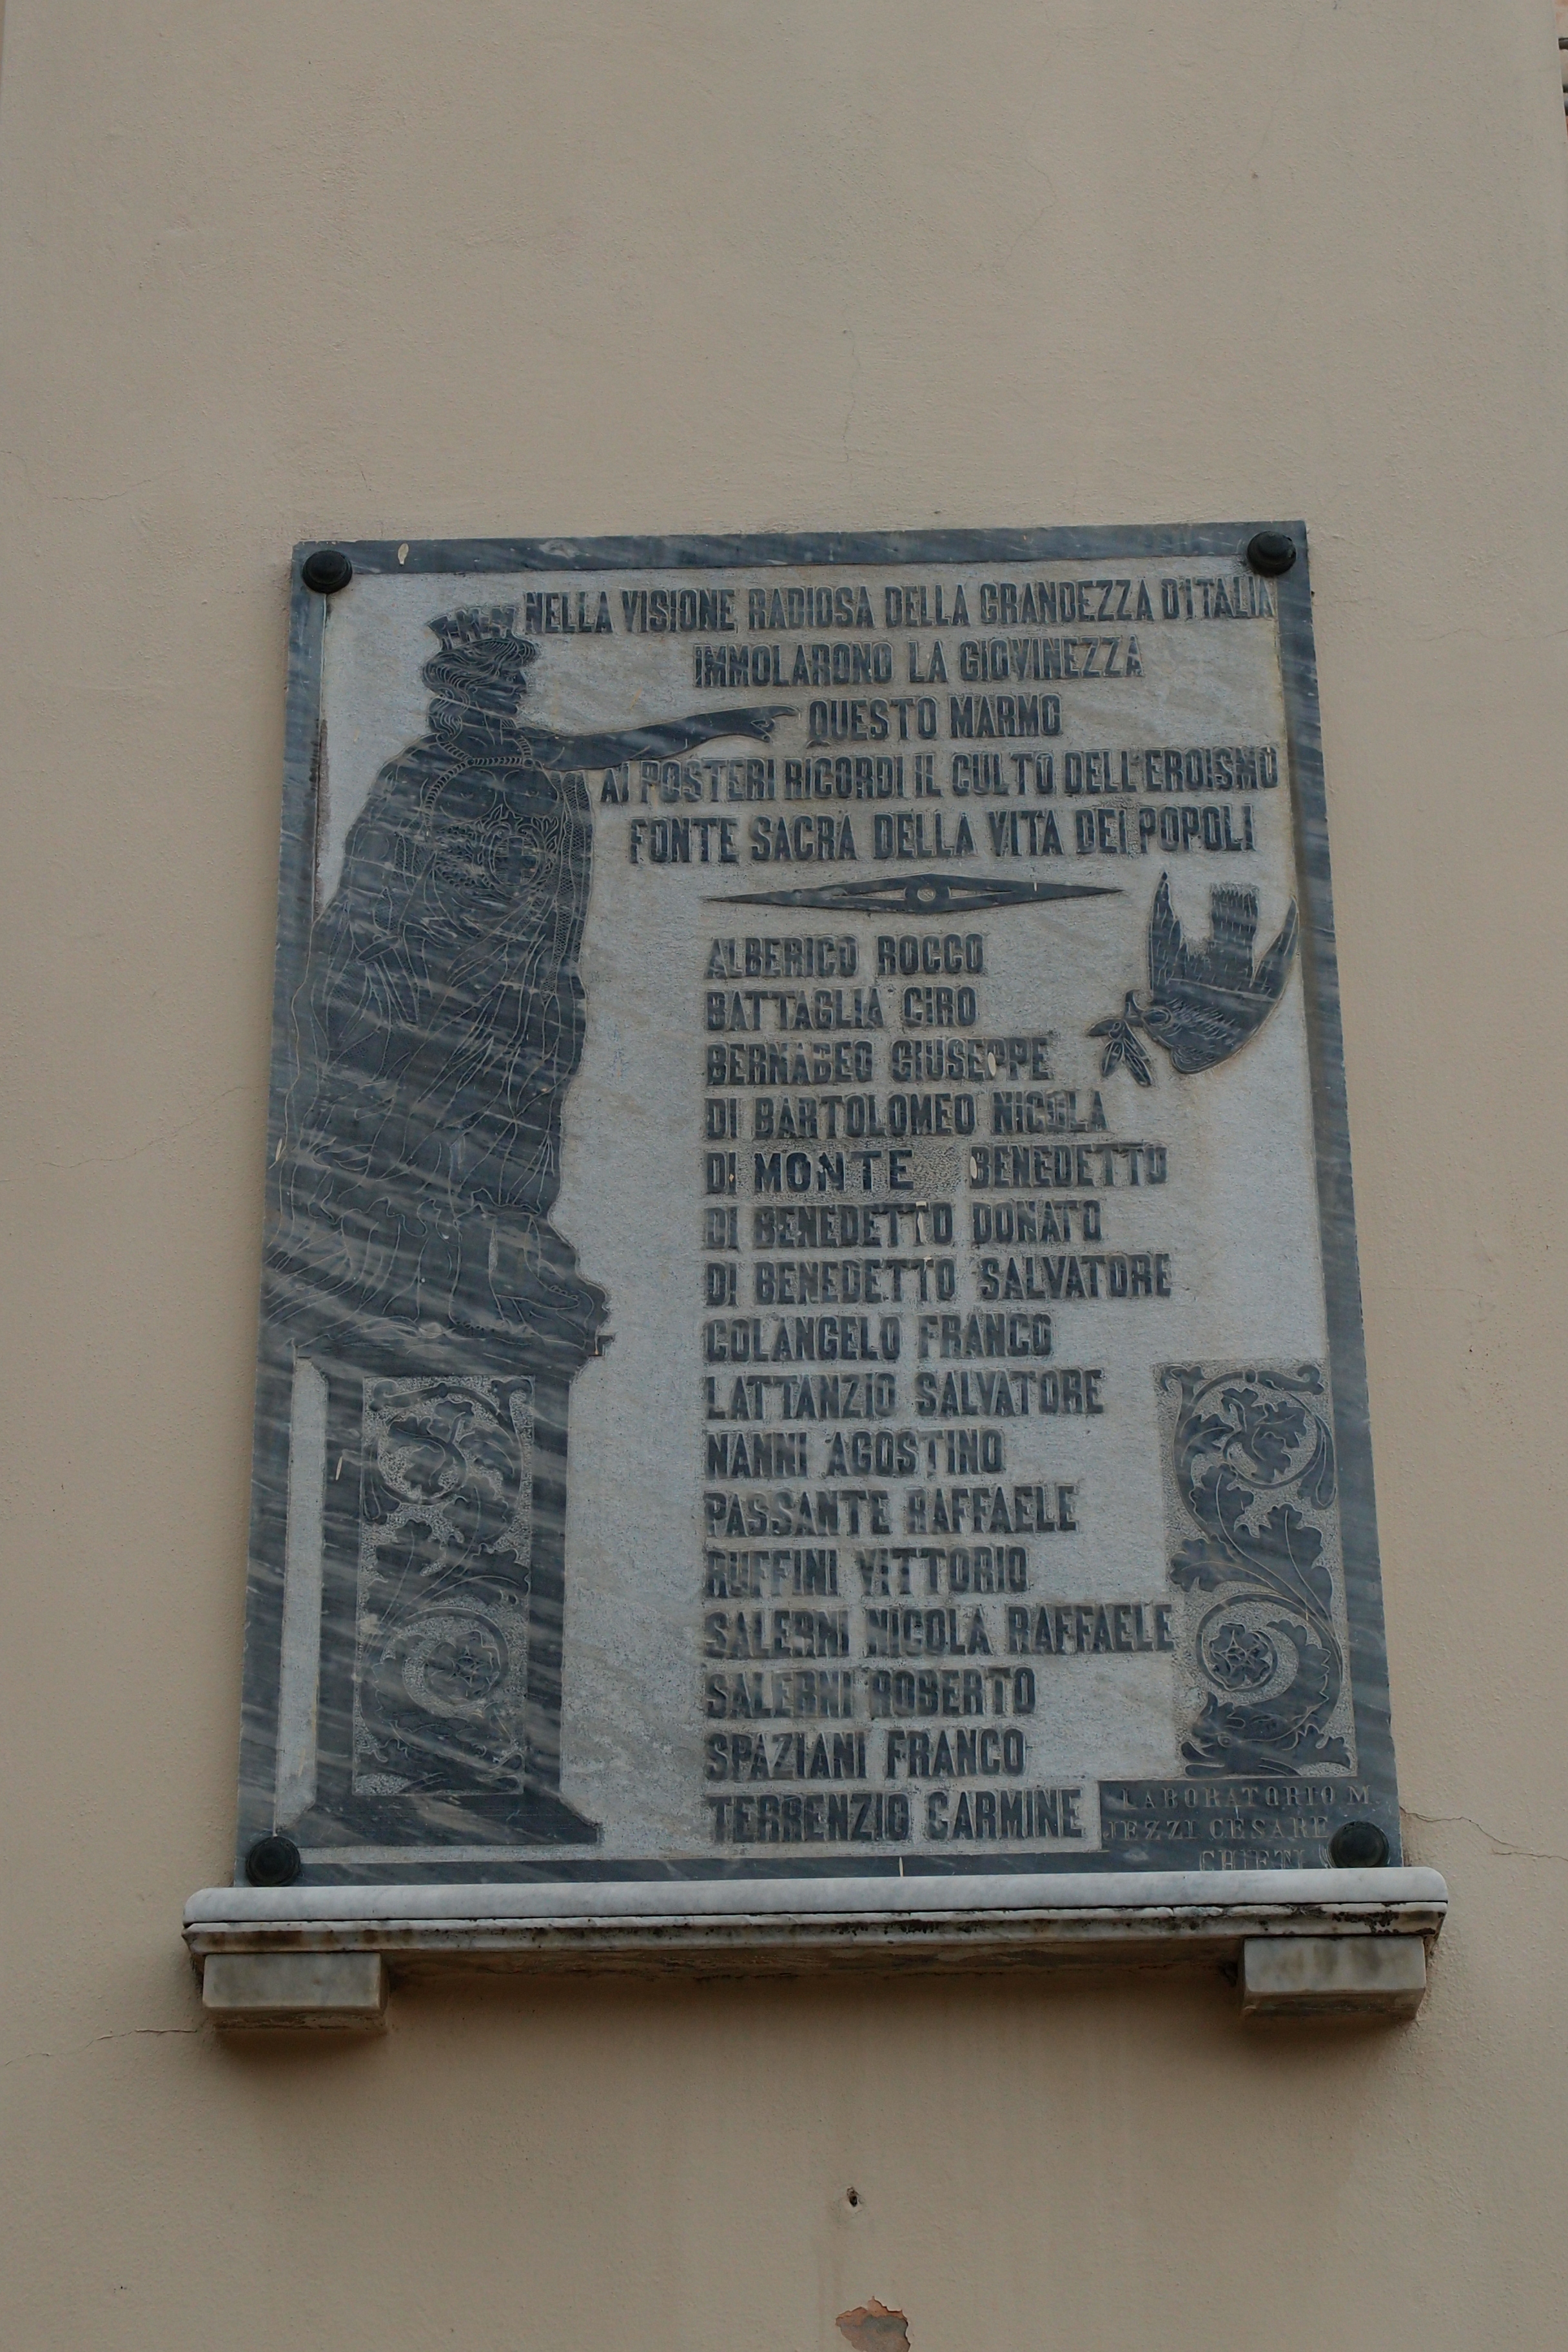 NELLA VISIONE RADIOSA DELLA GRANDEZZA D'ITALIA
IMMOLARONO LA GIOVINEZZA
QUESTO MARMO
AI POSTERI RICORDI IL CULTO DELL'EROISMO
FONTE SACRA DELLA VITA DEI POPOLI
ALBERICO ROCCO
BATTAGLIA CIRO
BERNABEO GIUSEPPE
DI BARTOLOMEO NICOLA
DI MONTE BENEDETTO
DI BENEDETTO DONATO
DI BENEDETTO SALVATORE
COLANGELO FRANCO
LATTANZIO SALVATORE
NANNI AGOSTINO
PASSANTE RAFFAELE
RUFFINI VITTORIO
SALERNI NICOLA RAFFAELE
SALERNI ROBERTO
SPAZIANI FRANCO
TERRENZIO CARMINE
LABORATORIO M.
JEZZI CESARE
CHIETI